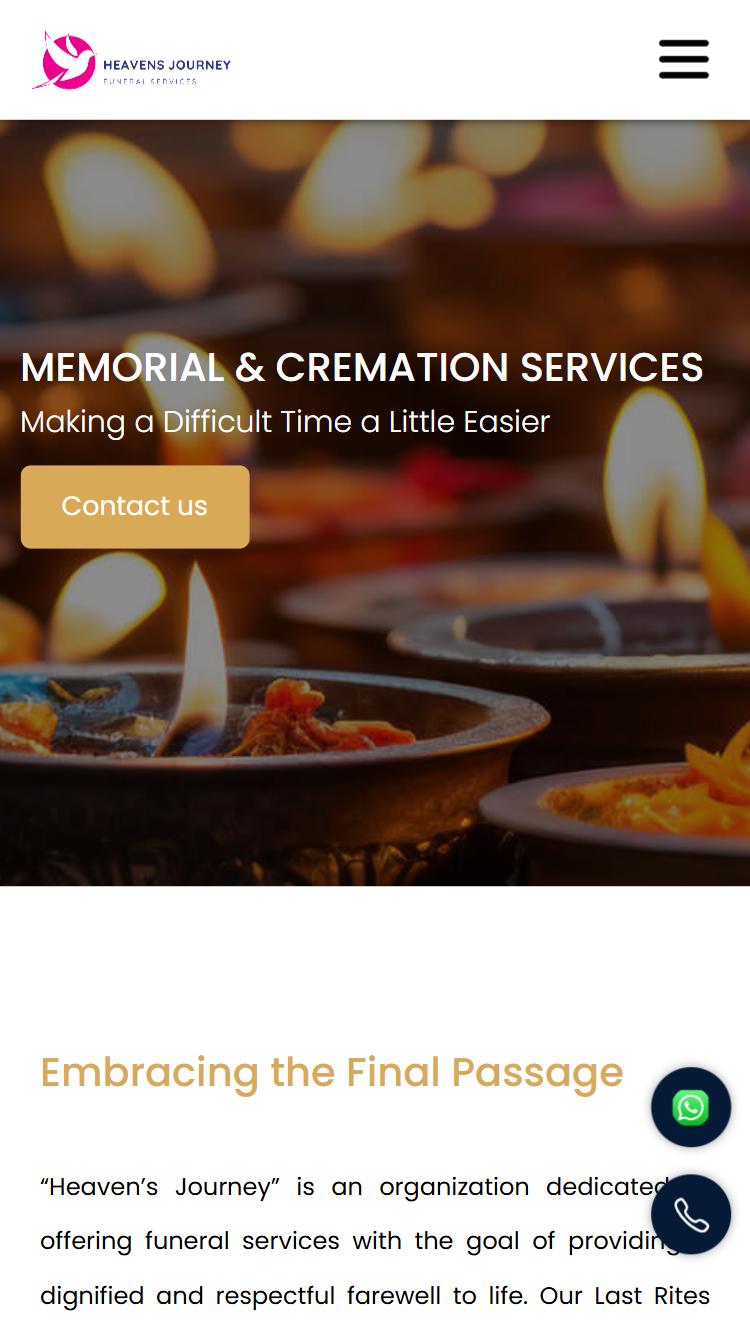 HEAVENS JOURNEY
FUNERAL SERVICES
MEMORIAL & CREMATION SERVICES
Making a Difficult Time a Little Easier
Contact us
Embracing the Final Passage
“Heaven’s Journey” is an organization dedicated
offering funeral services with the goal of providing
dignified and respectful farewell to life. Our Last Rites